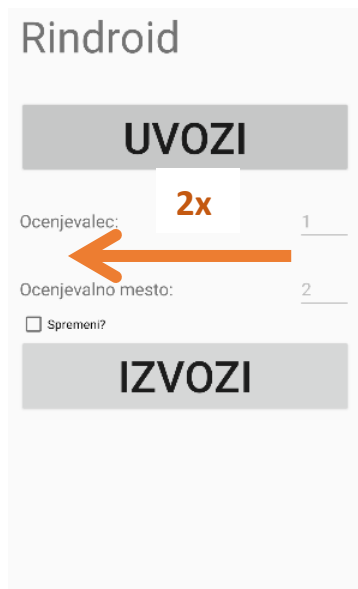 Rindroid
UVOZI
2x
Ocenjevalec: 1
Ocenjevalno mesto: 2
Spremeni?
IZVOZI